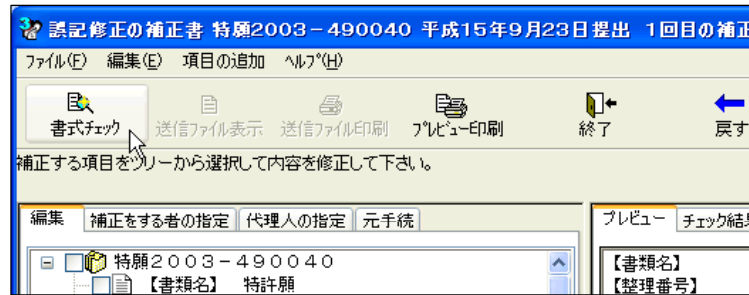 誤記修正の補正書 特願2003-490040 平成15年9月23日提出 1回目の補正
ファイル(F) 編集(E) 項目の追加 ヘルプ(H)
書式チェック 送信ファイル表示 送信ファイル印刷 プレビュー印刷 終了 戻す
補正する項目をツリーから選択して内容を修正して下さい。
編集 補正をする者の指定 代理人の指定 元手続 プレビュー チェック結果
特願2003-490040 【書類名】
【書類名】 特許願 【整理番号】